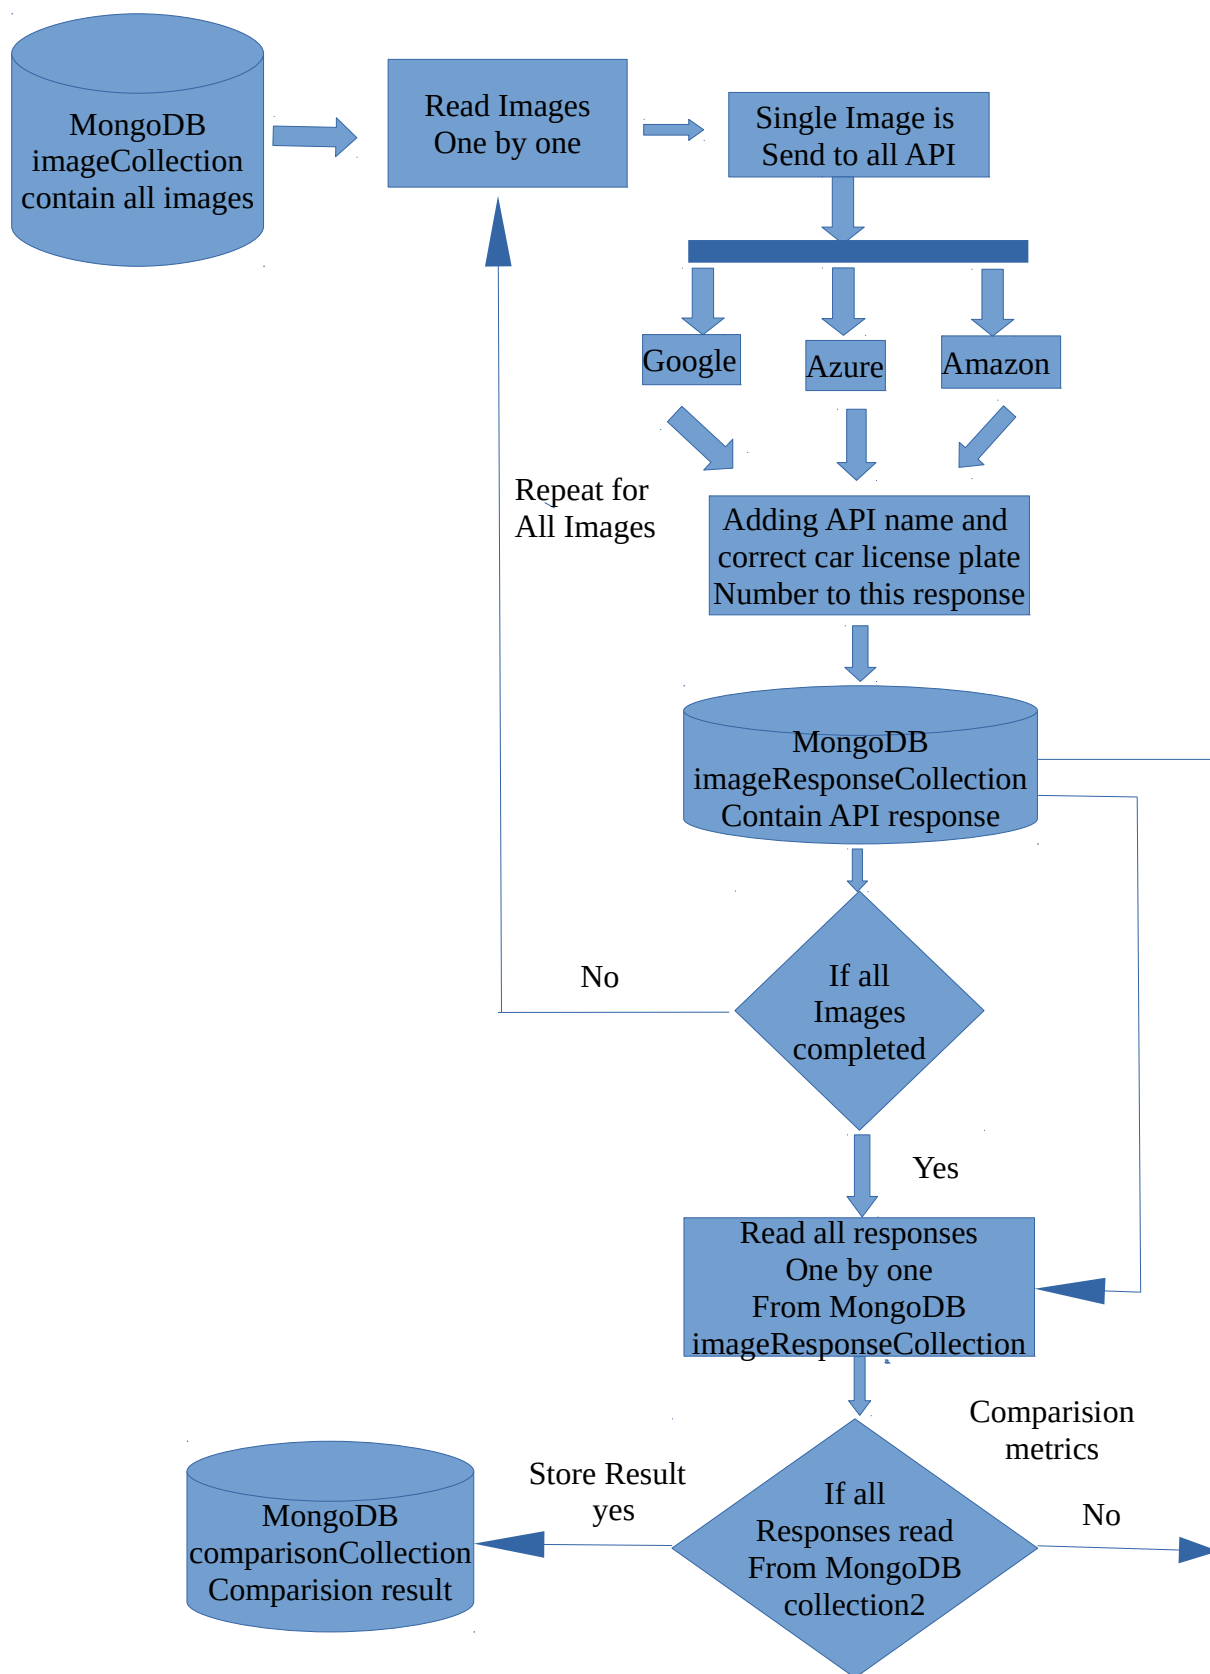 MongoDB
imageCollection
contain all images
Read Images
One by one
Single Image is
Send to all API
Google
Azure
Amazon
Repeat for
All Images
Adding API name and
correct car license plate
Number to this response
MongoDB
imageResponseCollection
Contain API response
If all
Images
completed
No
Yes
Read all responses
One by one
From MongoDB
imageResponseCollection
Comparision
metrics
If all
Responses read
From MongoDB
collection2
No
Store Result
yes
MongoDB
comparisonCollection
Comparision result